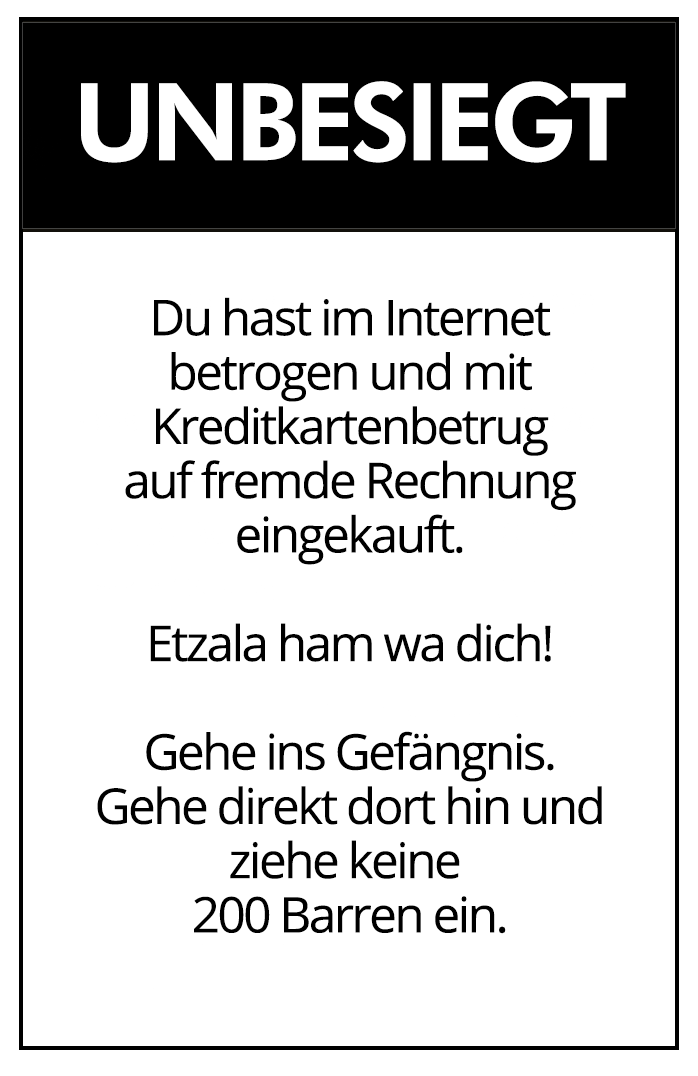 UNBESIEGT
Du hast im Internet
betrogen und mit
Kreditkartenbetrug
auf fremde Rechnung
eingekauft.
Etzala ham wa dich!
Gehe ins Gefängnis.
Gehe direkt dort hin und
ziehe keine
200 Barren ein.